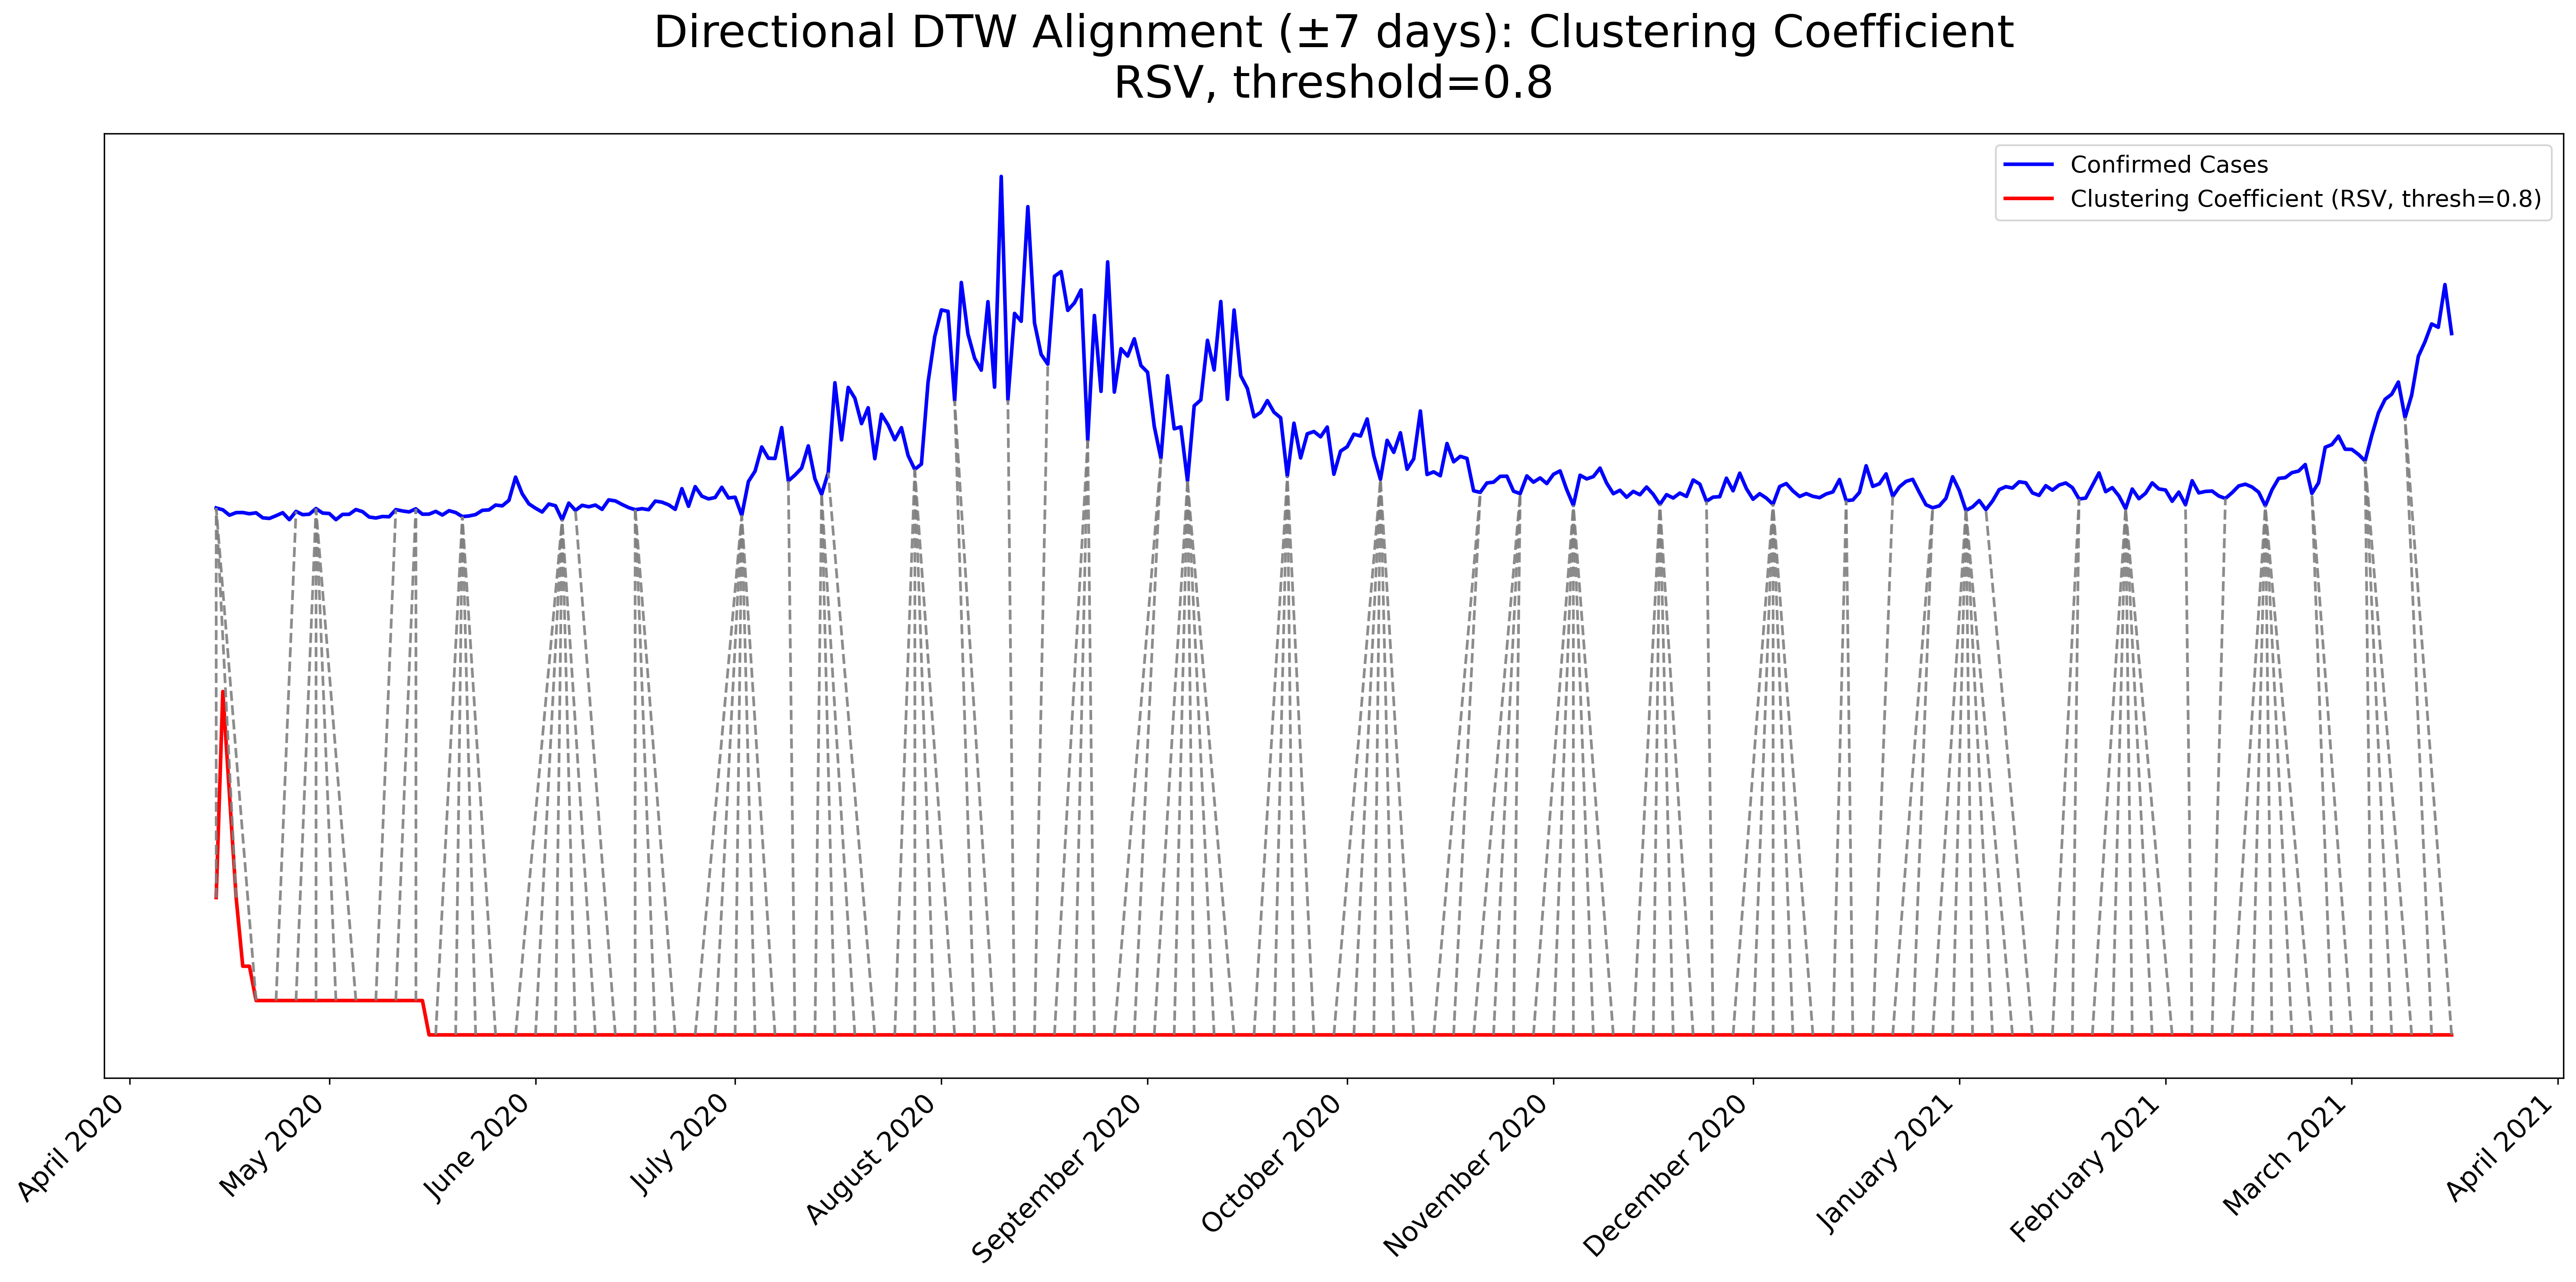 Directional DTW Alignment (±7 days): Clustering Coefficient
RSV, threshold=0.8
Confirmed Cases
Clustering Coefficient (RSV, thresh=0.8)
April 2020
May 2020
June 2020
July 2020
August 2020
September 2020
October 2020
November 2020
December 2020
January 2021
February 2021
March 2021
April 2021